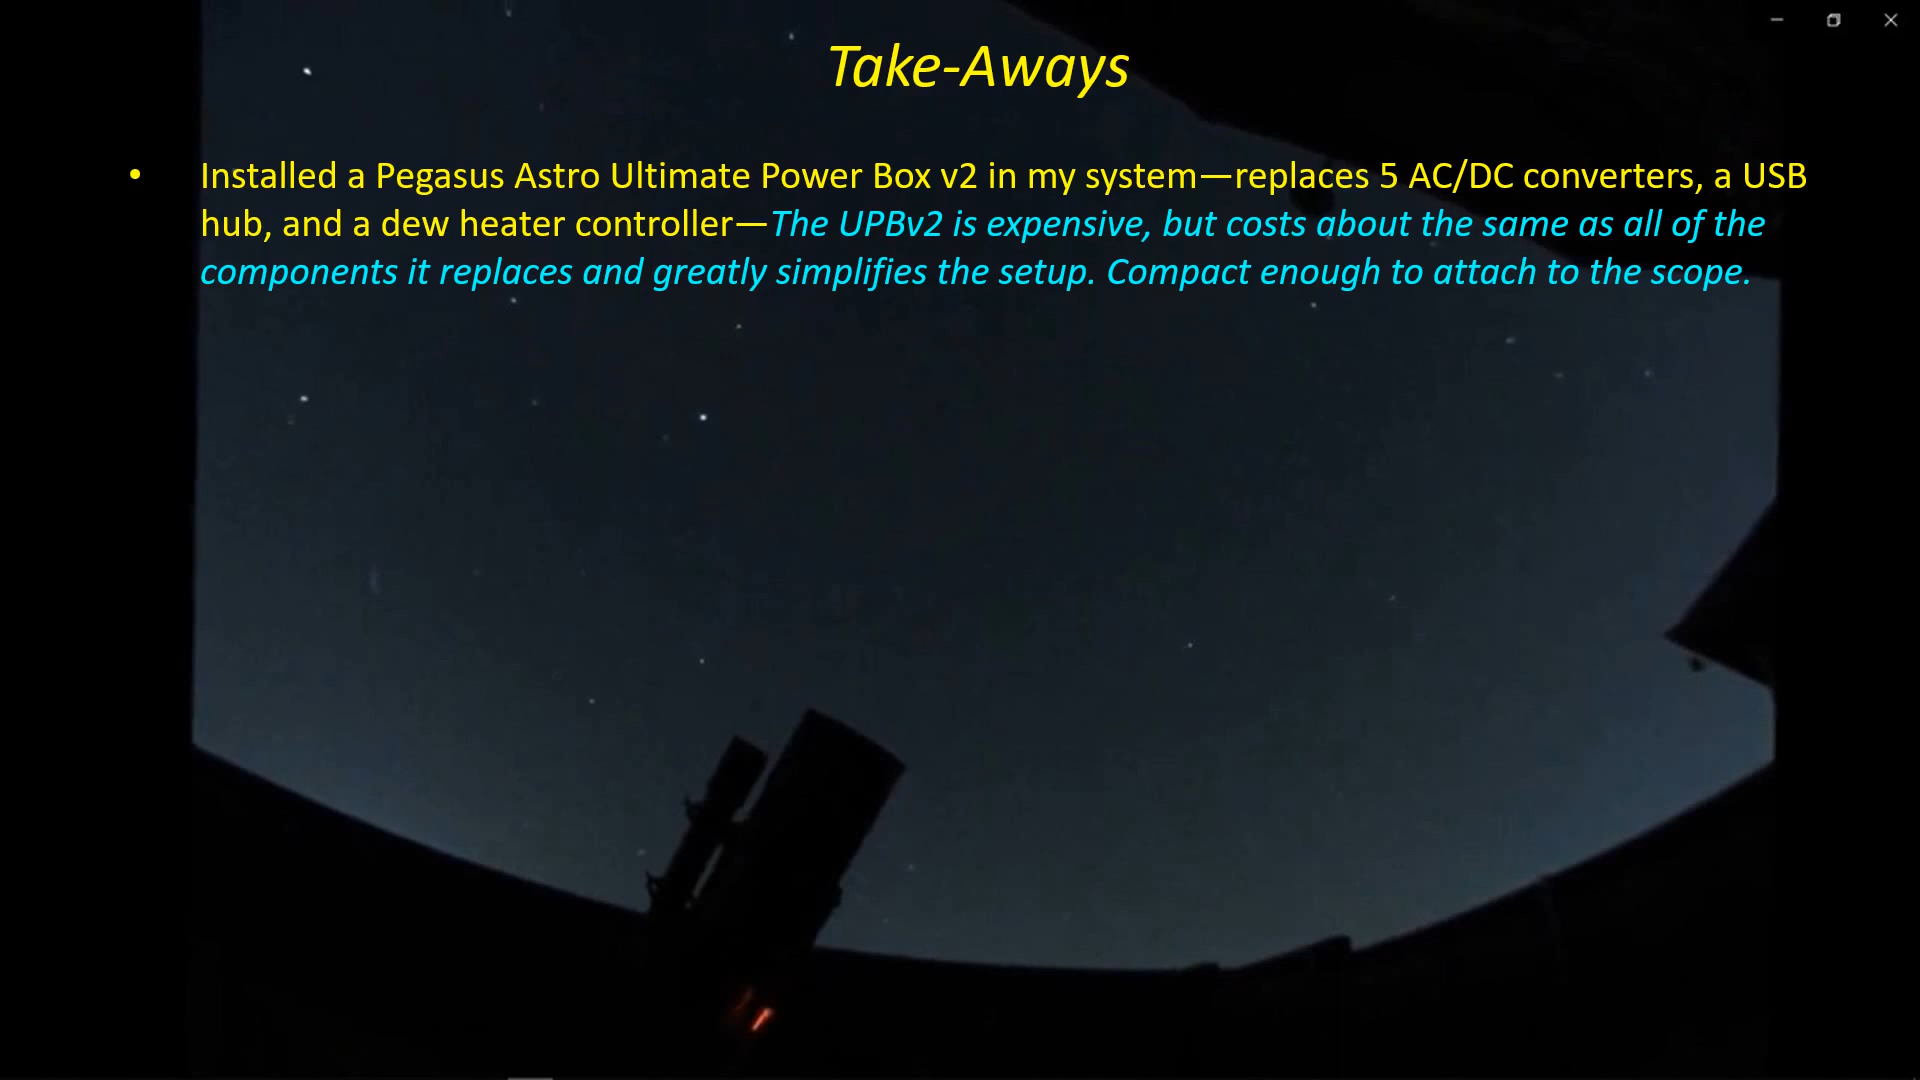 Take-Aways
• Installed a Pegasus Astro Ultimate Power Box v2 in my system—replaces 5 AC/DC converters, a USB
hub, and a dew heater controller—The UPBv2 is expensive, but costs about the same as all of the
components it replaces and greatly simplifies the setup. Compact enough to attach to the scope.